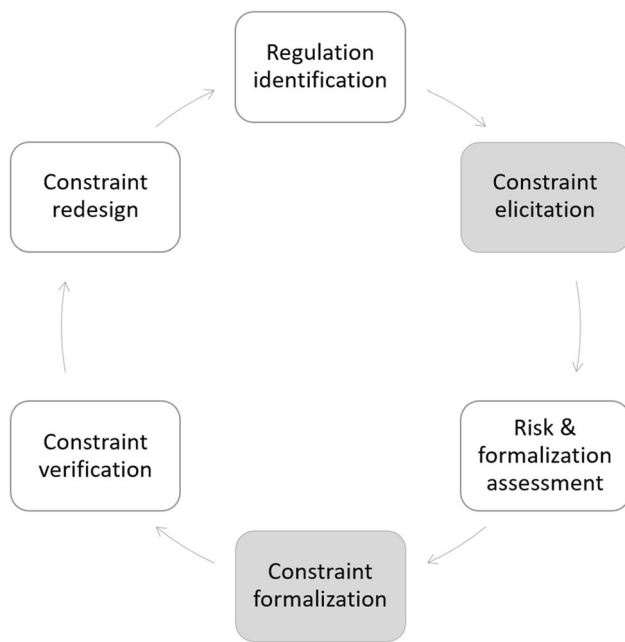 Regulation
identification
Constraint
elicitation
Risk &
formalization
assessment
Constraint
formalization
Constraint
verification
Constraint
redesign